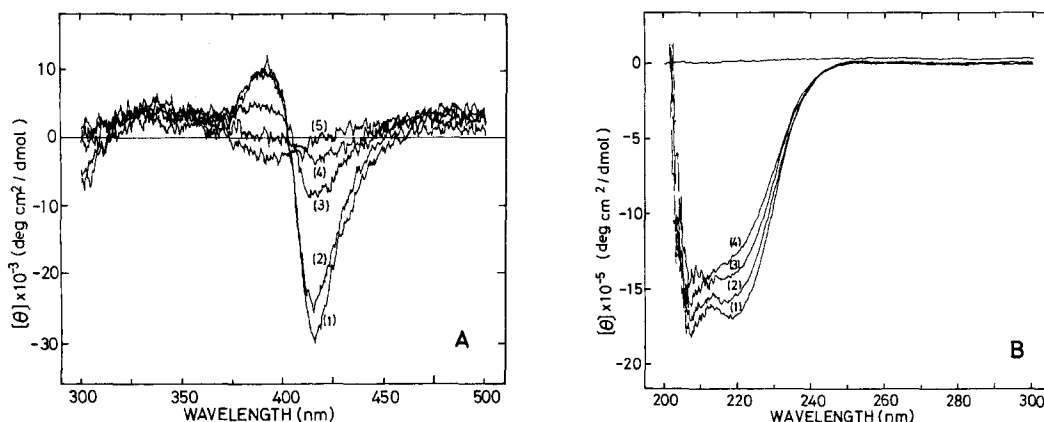 [θ]x10⁻³ (deg cm²/dmol)
10
0
-10
-20
-30
(5)
(4)
(3)
(2)
(1)
A
300 350 400 450 500
WAVELENGTH(nm)
[θ]x10⁻⁵ (deg cm²/dmol)
0
-5
-10
-15
-20
(4)
(3)
(2)
(1)
B
200 220 240 260 280 300
WAVELENGTH(nm)